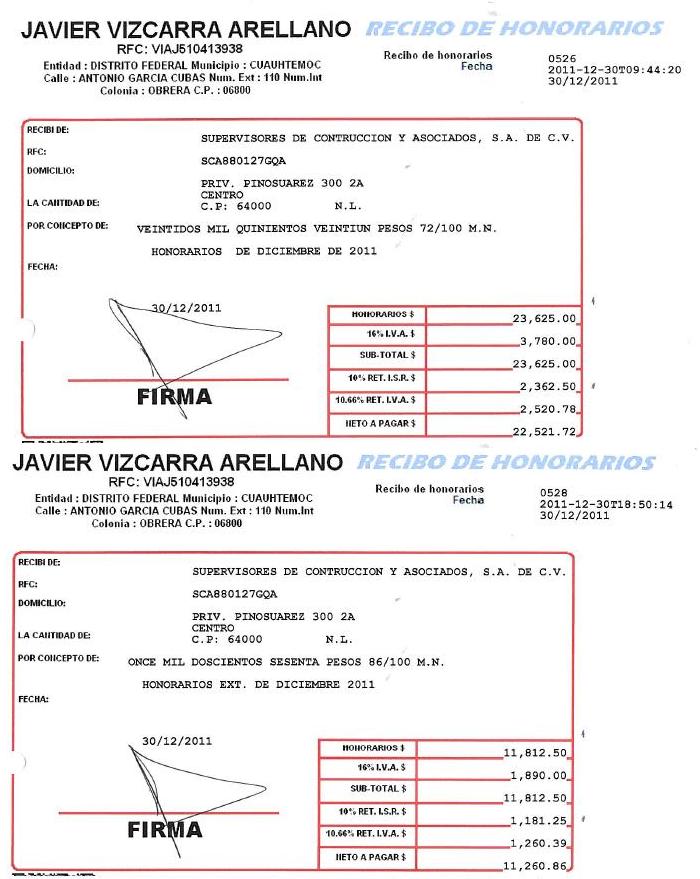 JAVIER VIZCARRA ARELLANO RECIBO DE HONORARIOS
RFC: VIAJ510413938
Entidad : DISTRITO FEDERAL Municipio : CUAUHTEMOC
Calle : ANTONIO GARCIA CUBAS Num. Ext : 110 Num.Int
Colonia : OBRERA C.P. : 06800
Recibo de honorarios 0526
Fecha 2011-12-30T09:44:20
30/12/2011
RECIBI DE: SUPERVISORES DE CONTRUCCION Y ASOCIADOS, S.A. DE C.V.
RFC: SCA880127GQA
DOMICILIO: PRIV. PINOSUAREZ 300 2A
CENTRO
C.P: 64000 N.L.
LA CANTIDAD DE:
POR CONCEPTO DE: VEINTIDOS MIL QUINIENTOS VEINTIUN PESOS 72/100 M.N.
HONORARIOS DE DICIEMBRE DE 2011
FECHA:
30/12/2011
FIRMA
HONORARIOS $ 23,625.00
16% I.V.A. $ 3,780.00
SUB-TOTAL $ 23,625.00
10% RET. I.S.R. $ 2,362.50
10.66% RET. I.V.A. $ 2,520.78
NETO A PAGAR $ 22,521.72
JAVIER VIZCARRA ARELLANO RECIBO DE HONORARIOS
RFC: VIAJ510413938
Entidad : DISTRITO FEDERAL Municipio : CUAUHTEMOC
Calle : ANTONIO GARCIA CUBAS Num. Ext : 110 Num.Int
Colonia : OBRERA C.P. : 06800
Recibo de honorarios 0528
Fecha 2011-12-30T18:50:14
30/12/2011
RECIBI DE: SUPERVISORES DE CONTRUCCION Y ASOCIADOS, S.A. DE C.V.
RFC: SCA880127GQA
DOMICILIO: PRIV. PINOSUAREZ 300 2A
CENTRO
C.P: 64000 N.L.
LA CANTIDAD DE:
POR CONCEPTO DE: ONCE MIL DOSCIENTOS SESENTA PESOS 86/100 M.N.
HONORARIOS EXT. DE DICIEMBRE 2011
FECHA:
30/12/2011
FIRMA
HONORARIOS $ 11,812.50
16% I.V.A. $ 1,890.00
SUB-TOTAL $ 11,812.50
10% RET. I.S.R. $ 1,181.25
10.66% RET. I.V.A. $ 1,260.39
NETO A PAGAR $ 11,260.86